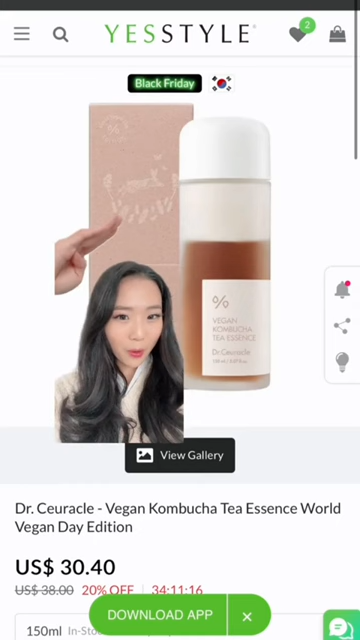 YESSTYLE
2
Black Friday
%
VEGAN
KOMBUCHA
TEA ESSENCE
Dr.Ceuracle
View Gallery
Dr. Ceuracle - Vegan Kombucha Tea Essence World
Vegan Day Edition
US$ 30.40
US$ 38.00 20% OFF 34:11:16
150ml
DOWNLOAD APP ×